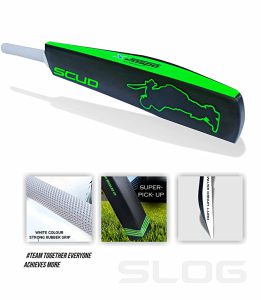 SCUD
WHITE COLOUR
STRONG RUBBER GRIP
SUPER-
PICK- UP
#TEAM TOGETHER EVERYONE
ACHIEVES MORE
SLOG